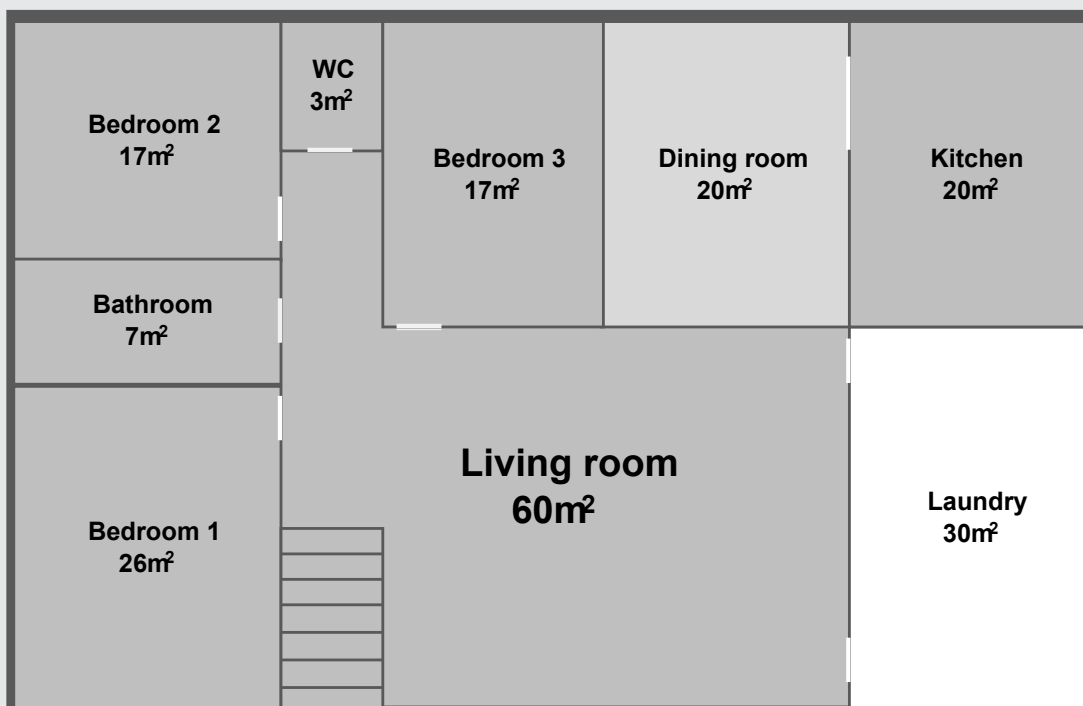 WC
3m²
Bedroom 2
17m²
Bedroom 3
17m²
Dining room
20m²
Kitchen
20m²
Bathroom
7m²
Living room
60m²
Laundry
30m²
Bedroom 1
26m²